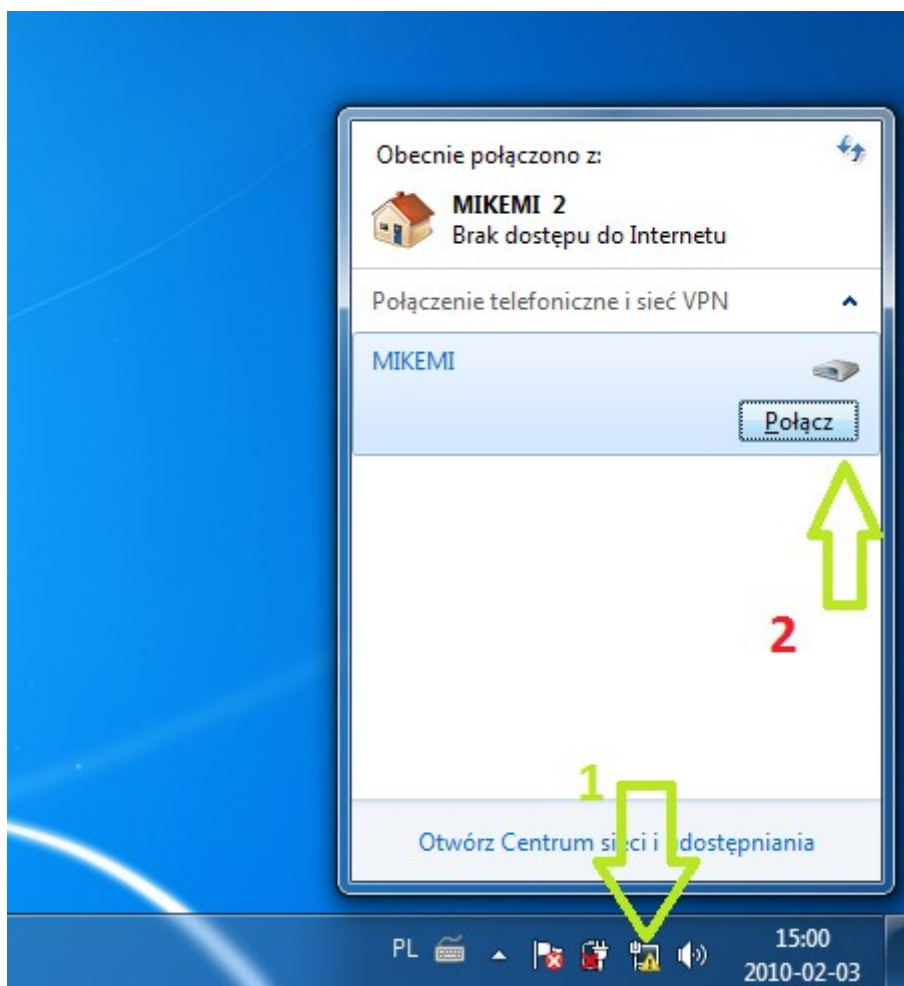 Obecnie połączono z:
MIKEMI 2
Brak dostępu do Internetu
Połączenie telefoniczne i sieć VPN
MIKEMI
Połącz
2
1
Otwórz Centrum sieci i udostępniania
PL
15:00
2010-02-03